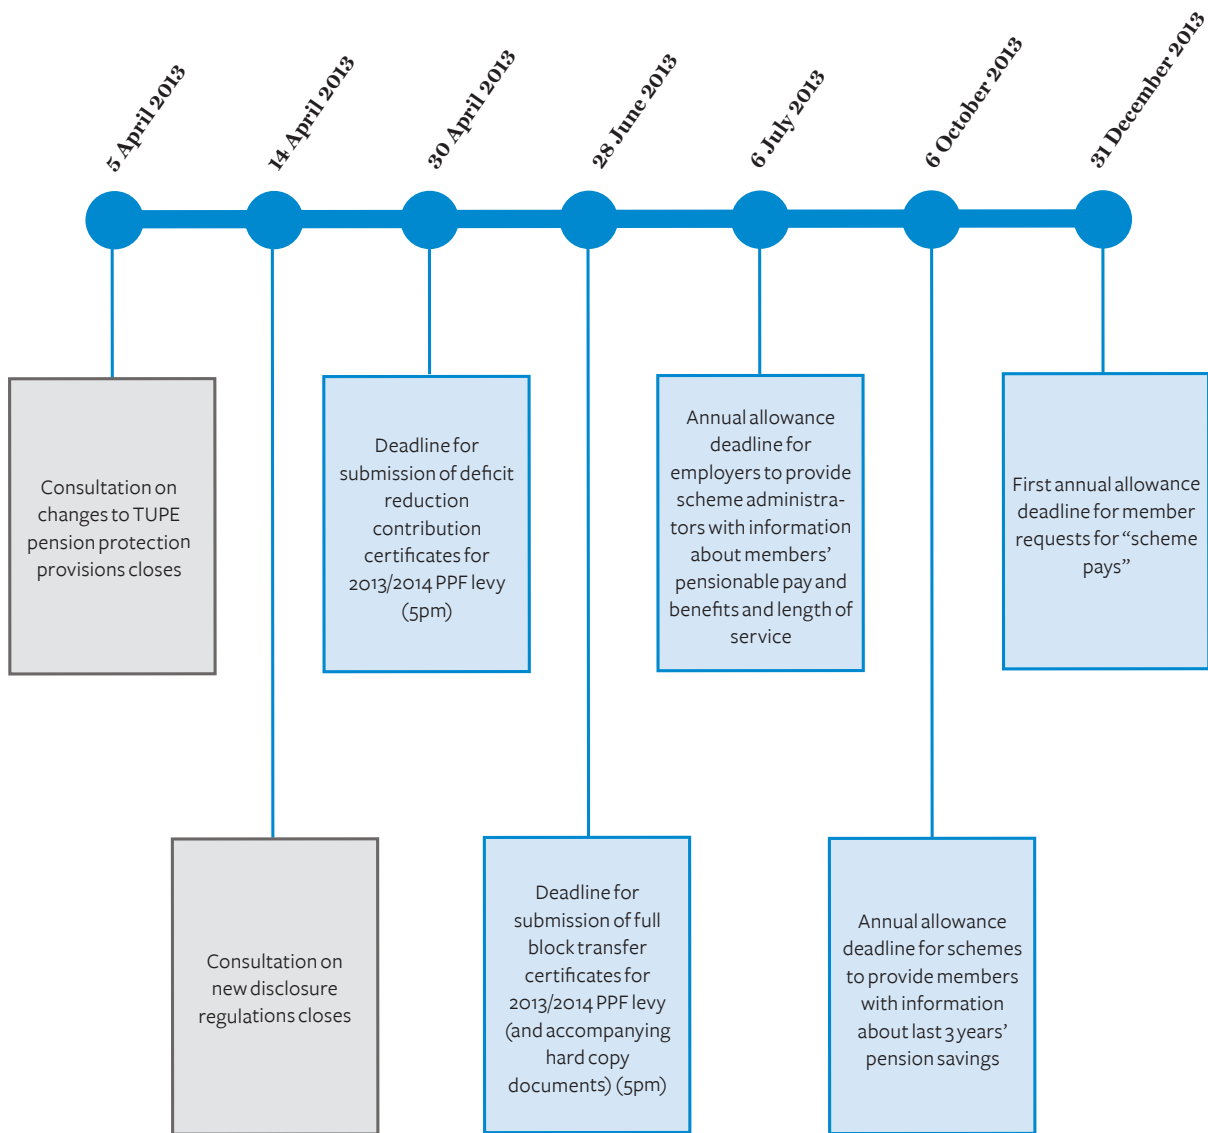 5 April 2013
14 April 2013
30 April 2013
28 June 2013
6 July 2013
6 October 2013
31 December 2013
Consultation on
changes to TUPE
pension protection
provisions closes
Deadline for
submission of deficit
reduction
contribution
certificates for
2013/2014 PPF levy
(5pm)
Annual allowance
deadline for
employers to provide
scheme administra-
tors with information
about members’
pensionable pay and
benefits and length of
service
First annual allowance
deadline for member
requests for “scheme
pays”
Consultation on
new disclosure
regulations closes
Deadline for
submission of full
block transfer
certificates for
2013/2014 PPF levy
(and accompanying
hard copy
documents) (5pm)
Annual allowance
deadline for schemes
to provide members
with information
about last 3 years’
pension savings